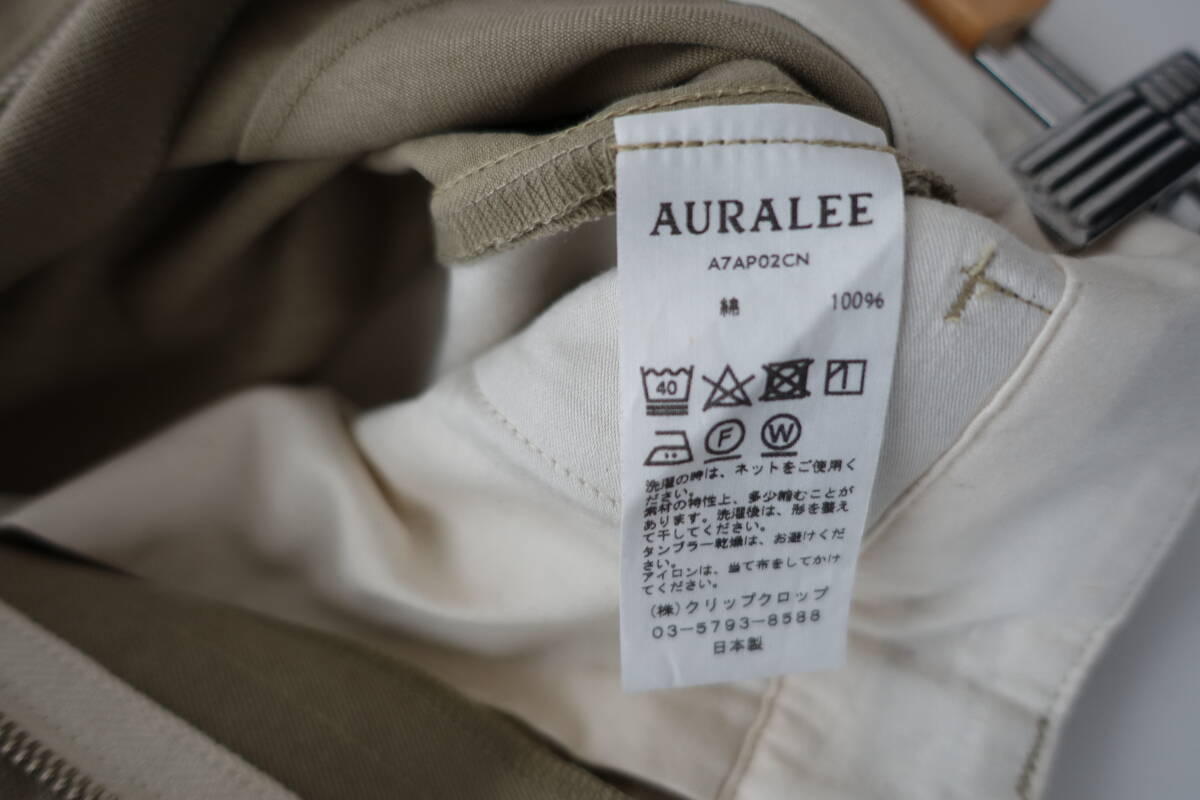 AURALEE
A7AP02CN
綿 100%
40
F W
洗濯の時は、ネットをご使用く
ださい。
素材の特性上、多少縮むことが
あります。洗濯後は、形を整え
て干してください。
タンブラー乾燥は、お避けくだ
さい。
アイロンは、当て布をしてかけ
てください。
(株)クリップクロップ
03-5793-8588
日本製